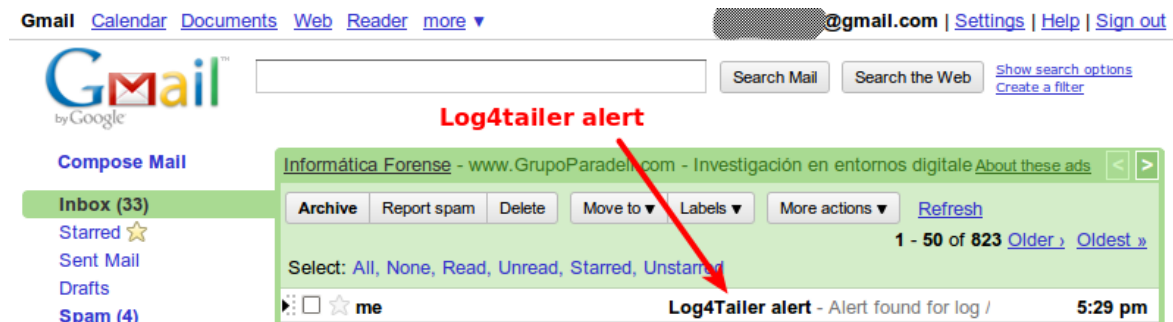 Gmail Calendar Documents Web Reader more ▼ @gmail.com | Settings | Help | Sign out
Gmail™
by Google
Search Mail Search the Web Show search options
Create a filter
Log4tailer alert
Compose Mail
Informática Forense - www.GrupoParadell.com - Investigación en entornos digitale About these ads < >
Inbox (33)
Archive Report spam Delete Move to ▼ Labels ▼ More actions ▼ Refresh
Starred
1 - 50 of 823 Older › Oldest »
Sent Mail
Select: All, None, Read, Unread, Starred, Unstarred
Drafts
me Log4Tailer alert - Alert found for log / 5:29 pm
Spam (4)